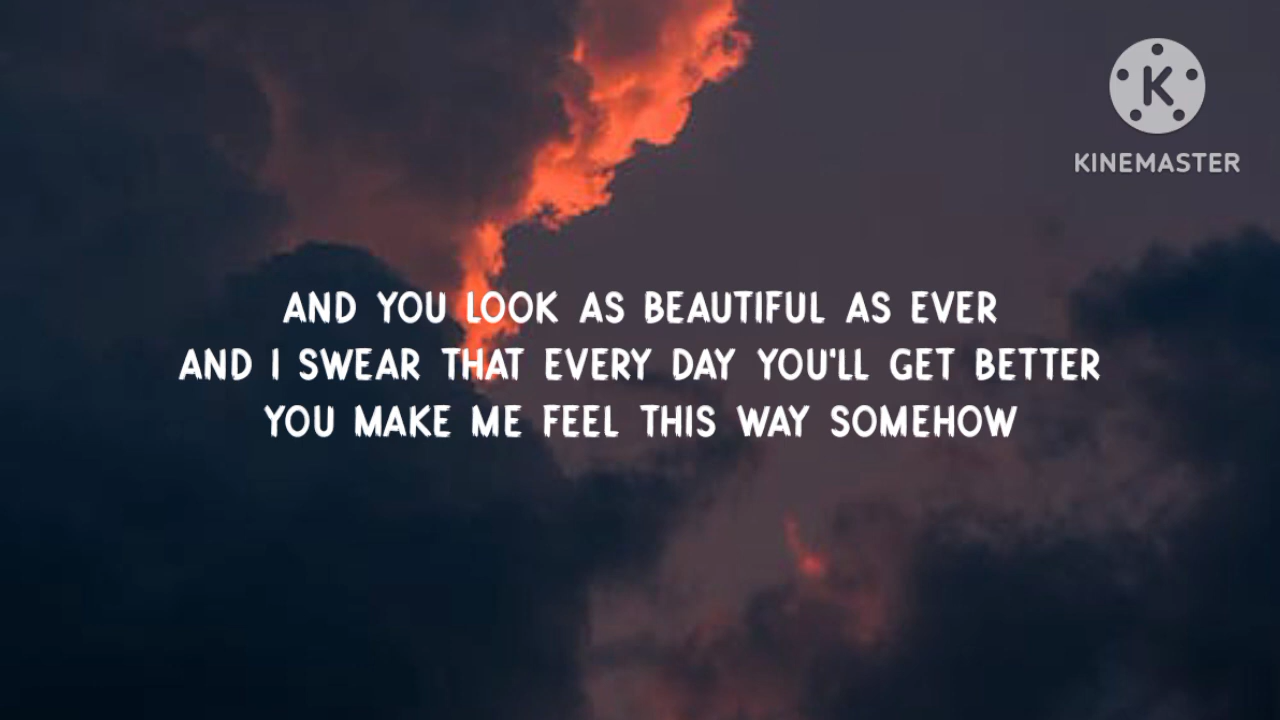 K
KINEMASTER
AND YOU LOOK AS BEAUTIFUL AS EVER
AND I SWEAR THAT EVERY DAY YOU'LL GET BETTER
YOU MAKE ME FEEL THIS WAY SOMEHOW